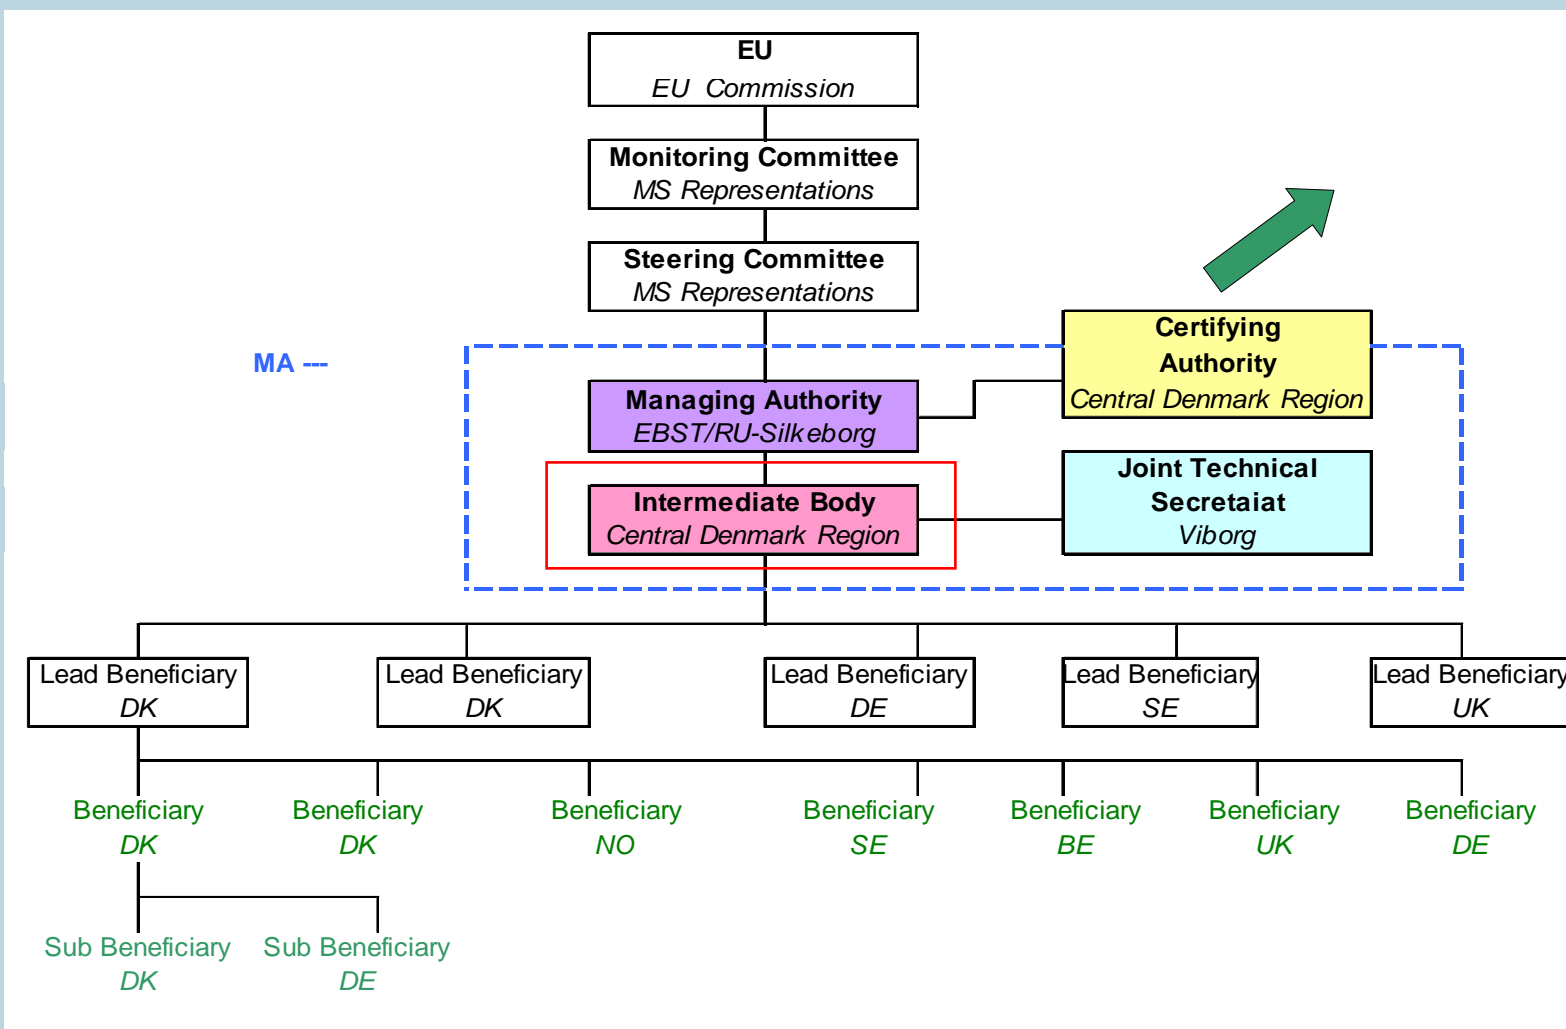 EU
EU Commission
Monitoring Committee
MS Representations
Steering Committee
MS Representations
Certifying
Authority
Central Denmark Region
MA ---
Managing Authority
EBST/RU-Silkeborg
Joint Technical
Secretaiat
Viborg
Intermediate Body
Central Denmark Region
Lead Beneficiary
DK
Lead Beneficiary
DK
Lead Beneficiary
DE
Lead Beneficiary
SE
Lead Beneficiary
UK
Beneficiary
DK
Beneficiary
DK
Beneficiary
NO
Beneficiary
SE
Beneficiary
BE
Beneficiary
UK
Beneficiary
DE
Sub Beneficiary
DK
Sub Beneficiary
DE